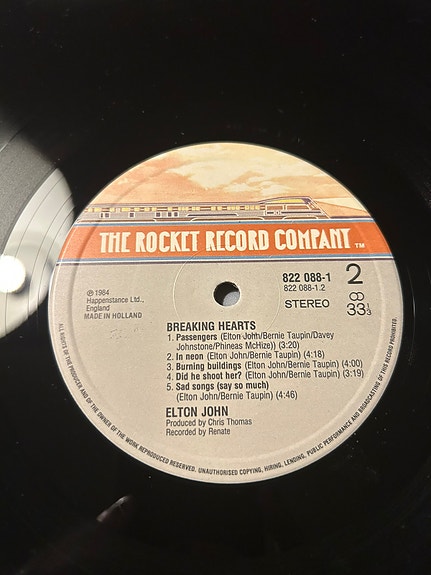 THE ROCKET RECORD COMPANY TM
℗ 1984
Happenstance Ltd.,
England
MADE IN HOLLAND
822 088-1 2
822 088-1.2
STEREO
33 1/3
BREAKING HEARTS
1. Passengers (Elton John/Bernie Taupin/Davey
Johnstone/Phineas McHize)) (3:20)
2. In neon (Elton John/Bernie Taupin) (4:18)
3. Burning buildings (Elton John/Bernie Taupin) (4:00)
4. Did he shoot her? (Elton John/Bernie Taupin) (3:19)
5. Sad songs (say so much)
(Elton John/Bernie Taupin) (4:46)
ELTON JOHN
Produced by Chris Thomas
Recorded by Renate
ALL RIGHTS OF THE PRODUCER AND OF THE OWNER OF THE WORK REPRODUCED RESERVED. UNAUTHORISED COPYING, HIRING, LENDING, PUBLIC PERFORMANCE AND BROADCASTING OF THIS RECORD PROHIBITED.